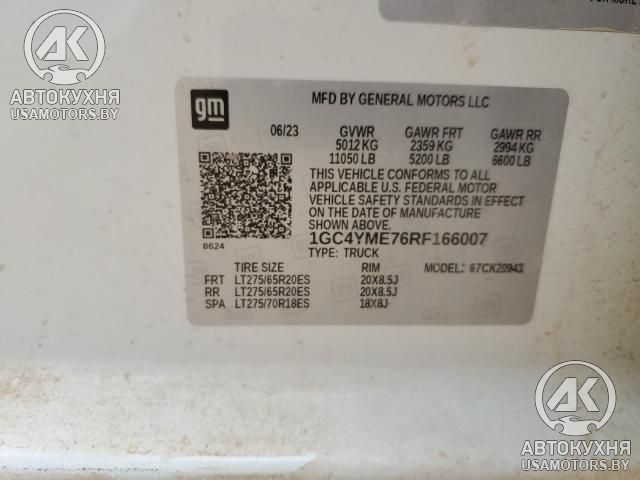 АК
АВТОКУХНЯ
USAMOTORS.BY
gm
MFD BY GENERAL MOTORS LLC
06/23 GVWR GAWR FRT GAWR RR
5012 KG 2359 KG 2994 KG
11050 LB 5200 LB 6600 LB
THIS VEHICLE CONFORMS TO ALL
APPLICABLE U.S. FEDERAL MOTOR
VEHICLE SAFETY STANDARDS IN EFFECT
ON THE DATE OF MANUFACTURE
8624
1GC4YME76RF166007
TYPE: TRUCK
TIRE SIZE RIM MODEL: 67CK20943
FRT LT275/65R20ES 20X8.5J
RR LT275/65R20ES 20X8.5J
SPA LT275/70R18ES 18X8J
АК
АВТОКУХНЯ
USAMOTORS.BY